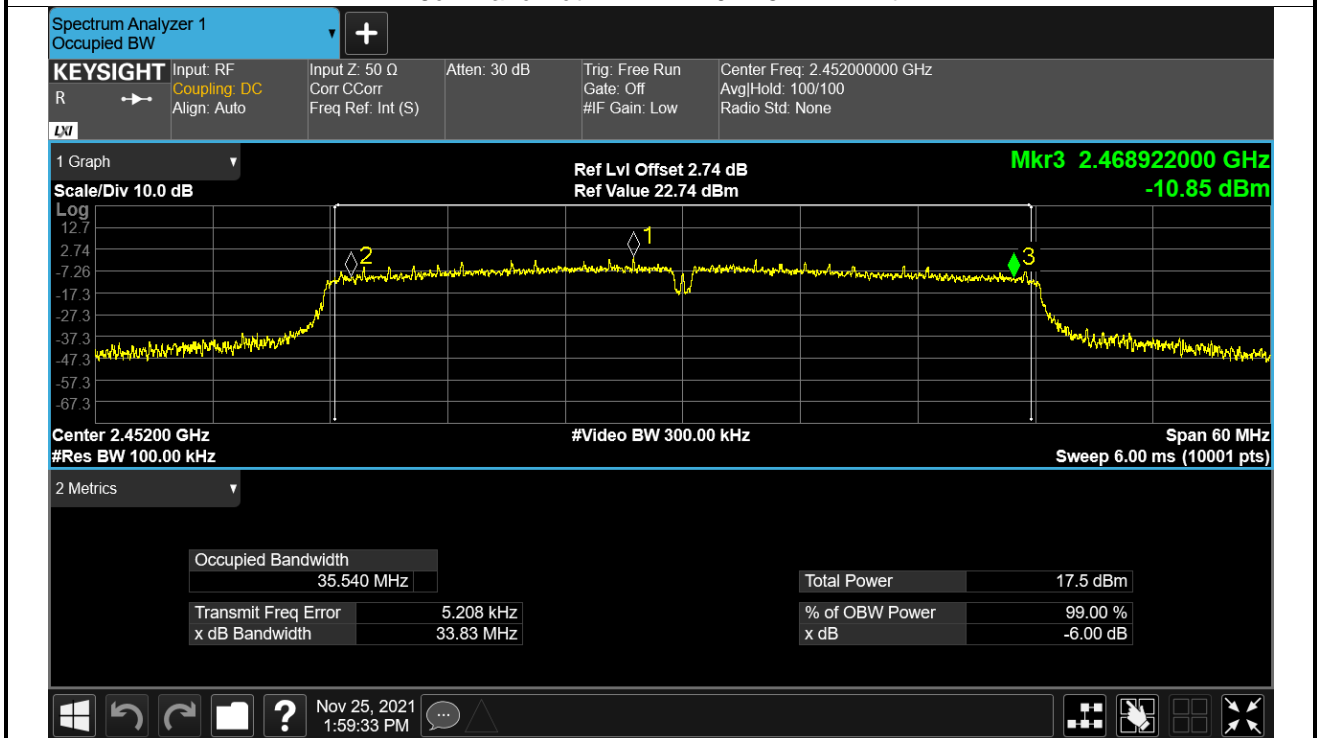 Spectrum Analyzer 1
Occupied BW
KEYSIGHT
R
LXI
Input: RF
Coupling: DC
Align: Auto
Input Z: 50 Ω
Corr CCorr
Freq Ref: Int (S)
Atten: 30 dB
Trig: Free Run
Gate: Off
#IF Gain: Low
Center Freq: 2.452000000 GHz
Avg|Hold: 100/100
Radio Std: None
1 Graph
Scale/Div 10.0 dB
Ref Lvl Offset 2.74 dB
Ref Value 22.74 dBm
Mkr3 2.468922000 GHz
-10.85 dBm
Log
12.7
2.74
-7.26
-17.3
-27.3
-37.3
-47.3
-57.3
-67.3
2
1
3
Center 2.45200 GHz
#Res BW 100.00 kHz
#Video BW 300.00 kHz
Span 60 MHz
Sweep 6.00 ms (10001 pts)
2 Metrics
Occupied Bandwidth
35.540 MHz
Transmit Freq Error 5.208 kHz
x dB Bandwidth 33.83 MHz
Total Power 17.5 dBm
% of OBW Power 99.00 %
x dB -6.00 dB
?
Nov 25, 2021
1:59:33 PM